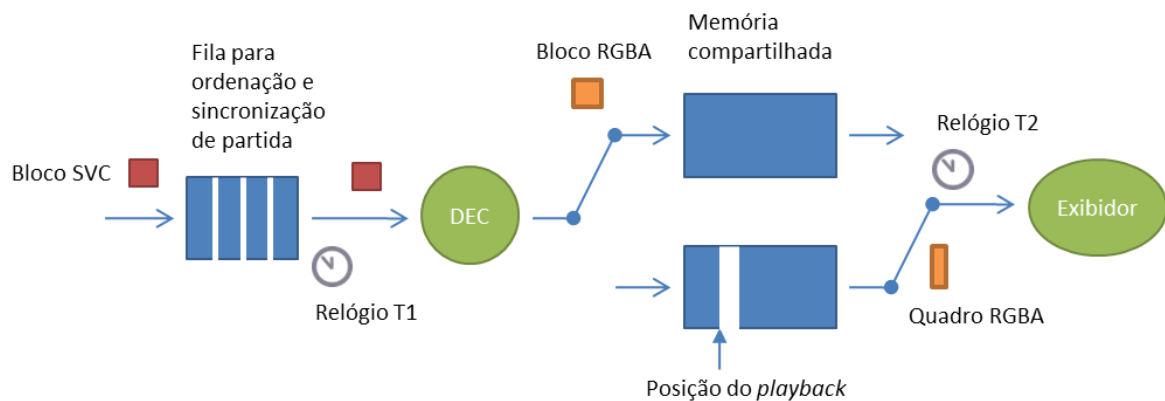 Fila para
ordenação e
sincronização
de partida
Bloco SVC
Relógio T1
DEC
Bloco RGBA
Memória
compartilhada
Relógio T2
Exibidor
Quadro RGBA
Posição do playback